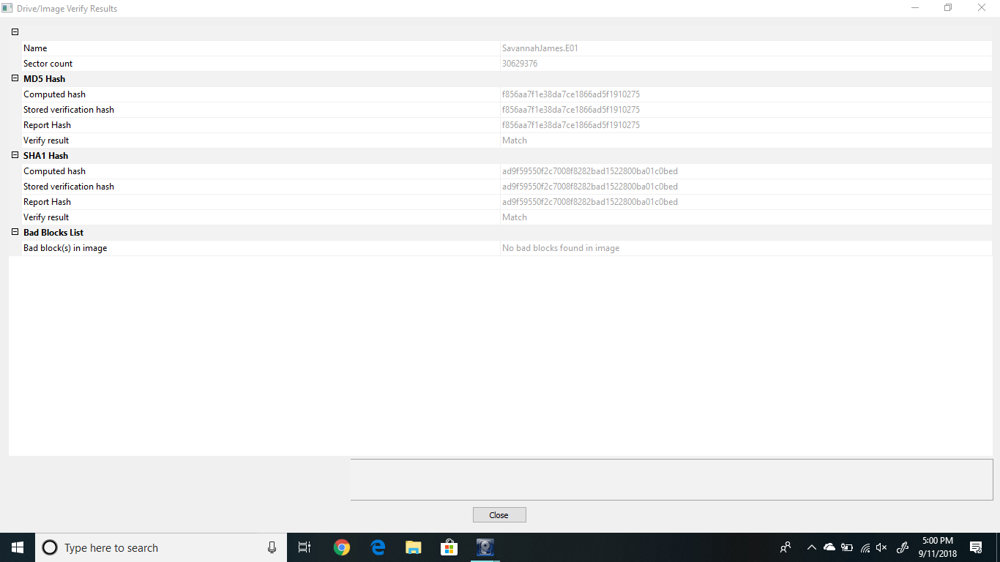 Drive/Image Verify Results
Name SavannahJames.E01
Sector count 30629376
MD5 Hash
Computed hash f856aa7f1e38da7ce1866ad5f1910275
Stored verification hash f856aa7f1e38da7ce1866ad5f1910275
Report Hash f856aa7f1e38da7ce1866ad5f1910275
Verify result Match
SHA1 Hash
Computed hash ad9f59550f2c7008f8282bad1522800ba01c0bed
Stored verification hash ad9f59550f2c7008f8282bad1522800ba01c0bed
Report Hash ad9f59550f2c7008f8282bad1522800ba01c0bed
Verify result Match
Bad Blocks List
Bad block(s) in image No bad blocks found in image
Close
Type here to search
5:00 PM
9/11/2018